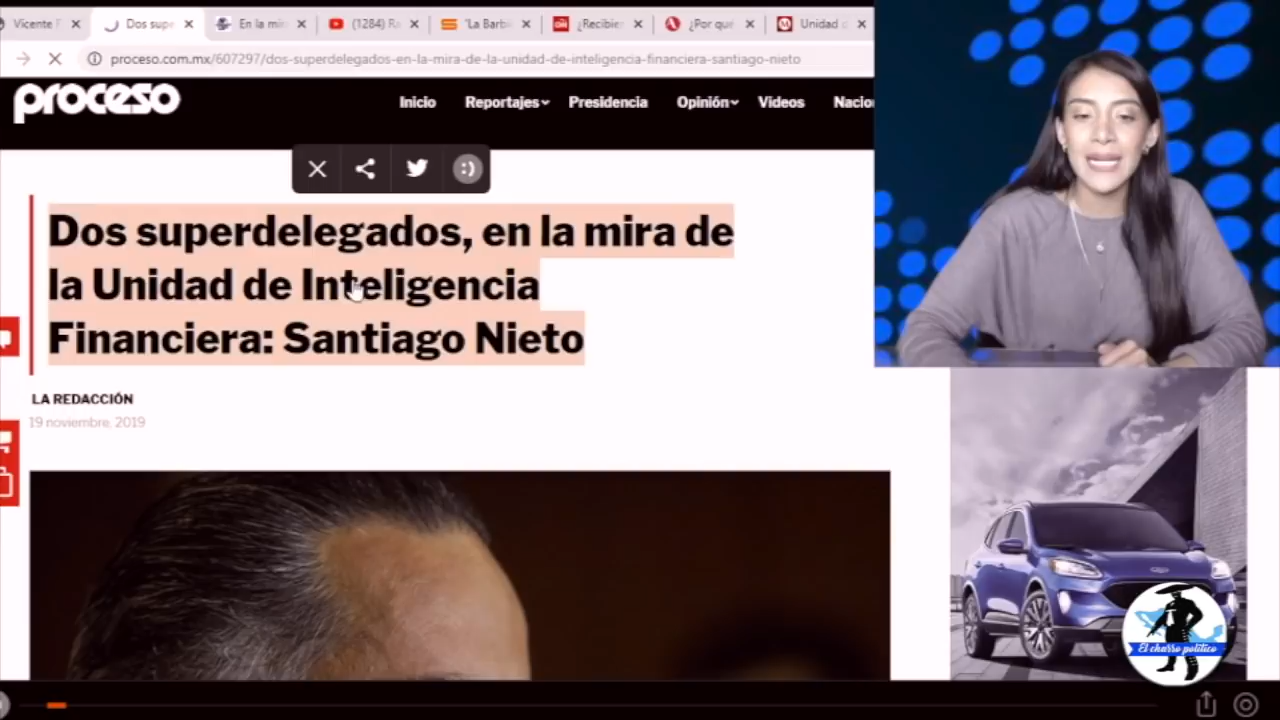 Vicente F
Dos supe
En la mir
(1284) R
"La Barbi
¿Recibie
¿Por qué
Unidad d
proceso.com.mx/607297/dos-superdelegados-en-la-mira-de-la-unidad-de-inteligencia-financiera-santiago-nieto
proceso
Inicio
Reportajes
Presidencia
Opinión
Videos
Nacion
Dos superdelegados, en la mira de
la Unidad de Inteligencia
Financiera: Santiago Nieto
LA REDACCIÓN
19 noviembre, 2019
El charro político